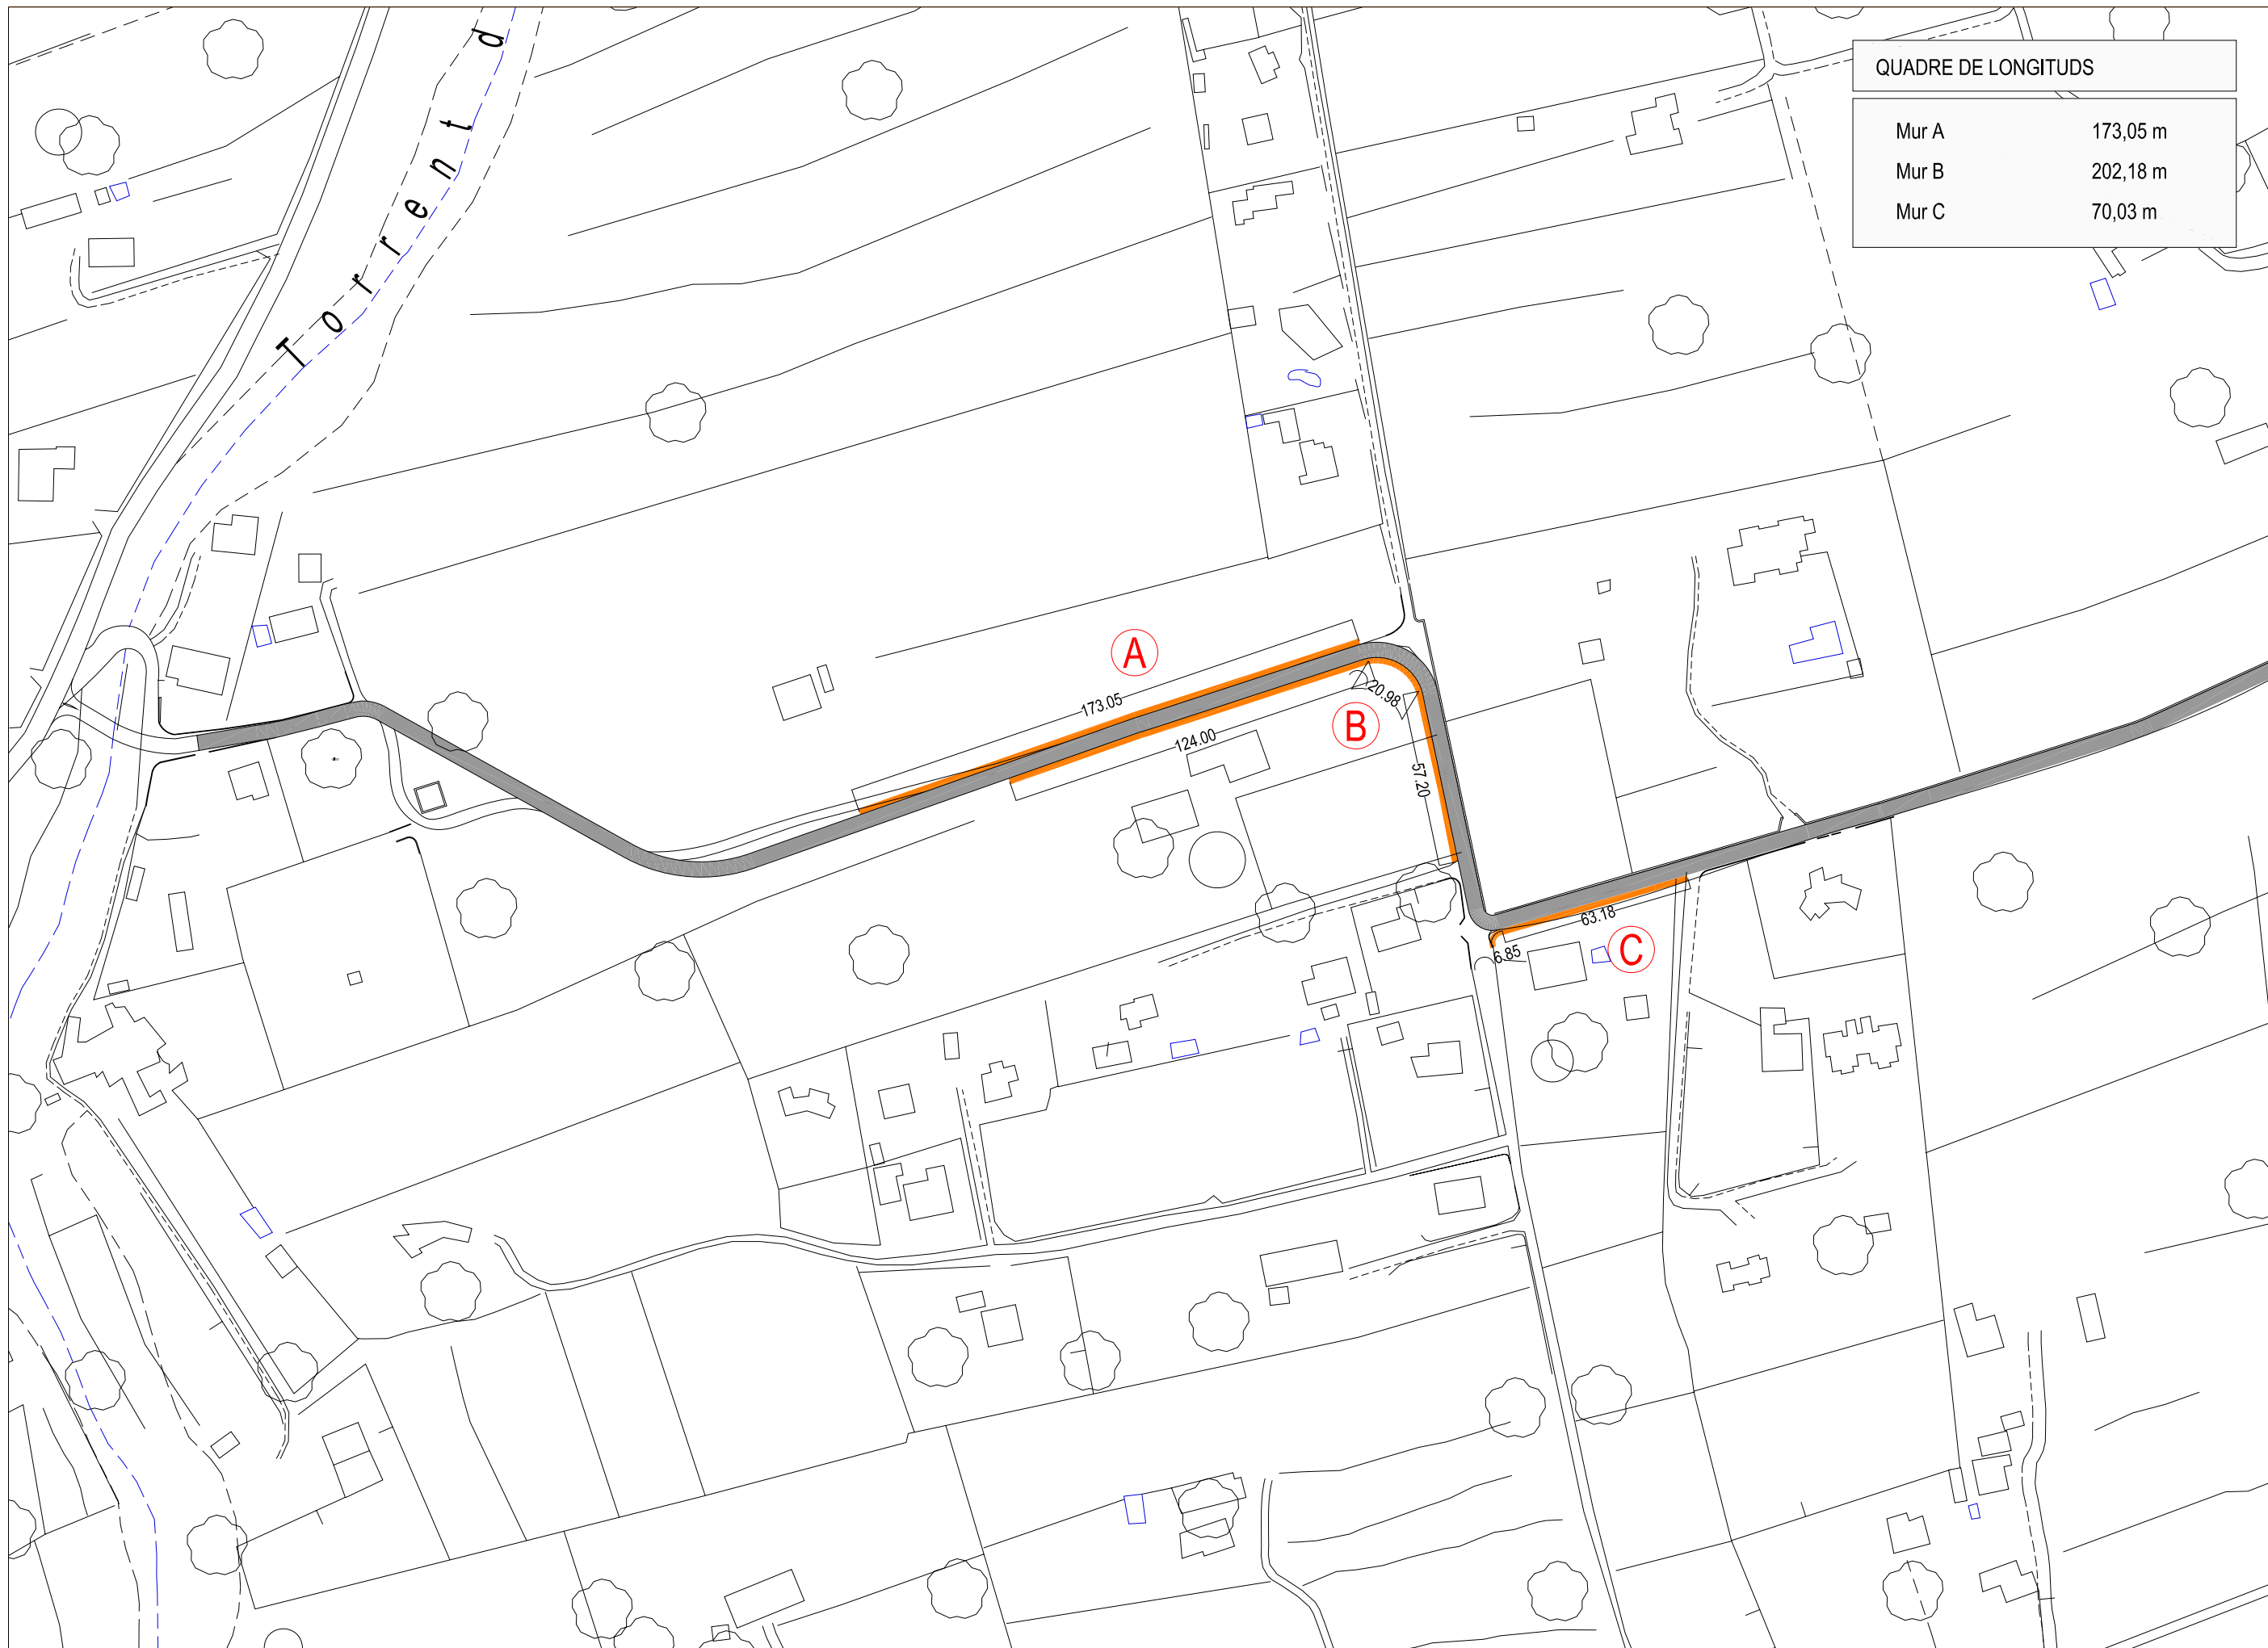 QUADRE DE LONGITUDS
Mur A 173,05 m
Mur B 202,18 m
Mur C 70,03 m
Torrent d
A
173.05
B
20.98
124.00
57.20
63.18
C
6.85